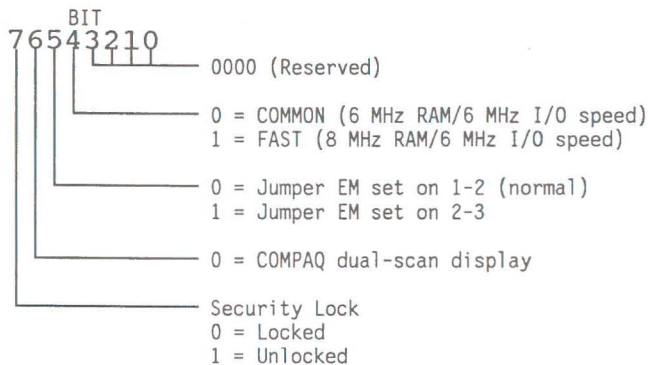 BIT
76543210
0000 (Reserved)
0 = COMMON (6 MHz RAM/6 MHz I/O speed)
1 = FAST (8 MHz RAM/6 MHz I/O speed)
0 = Jumper EM set on 1-2 (normal)
1 = Jumper EM set on 2-3
0 = COMPAQ dual-scan display
Security Lock
0 = Locked
1 = Unlocked